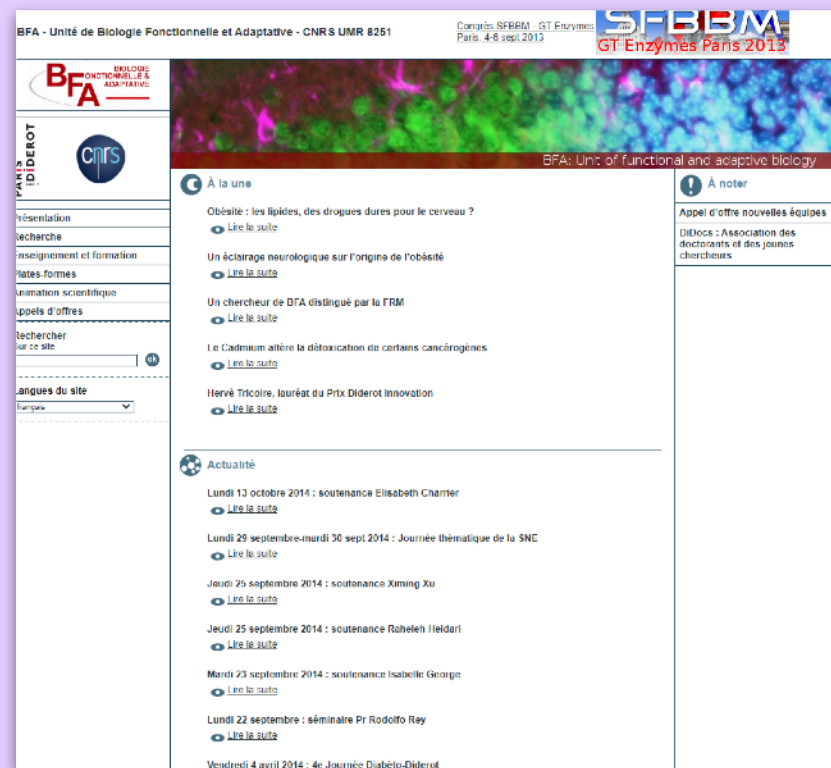 BFA - Unité de Biologie Fonctionnelle et Adaptative - CNRS UMR 8251
Congrès SFBBM - GT Enzymes
Paris, 4-6 sept 2013
SFBBM
GT Enzymes Paris 2013
BFA
BIOLOGIE
FONCTIONNELLE &
ADAPTATIVE
PARIS
DIDEROT
cnrs
BFA: Unit of functional and adaptive biology
Présentation
Recherche
Enseignement et formation
Plates-formes
Animation scientifique
Appels d'offres
Rechercher
Sur ce site
ok
Langues du site
français
À la une
Obésité : les lipides, des drogues dures pour le cerveau ?
Lire la suite
Un éclairage neurologique sur l'origine de l'obésité
Lire la suite
Un chercheur de BFA distingué par la FRM
Lire la suite
Le Cadmium altère la détoxication de certains cancérogènes
Lire la suite
Hervé Tricoire, lauréat du Prix Diderot Innovation
Lire la suite
Actualité
Lundi 13 octobre 2014 : soutenance Elisabeth Charrier
Lire la suite
Lundi 29 septembre-mardi 30 sept 2014 : Journée thématique de la SNE
Lire la suite
Jeudi 25 septembre 2014 : soutenance Ximing Xu
Lire la suite
Jeudi 25 septembre 2014 : soutenance Raheleh Heidari
Lire la suite
Mardi 23 septembre 2014 : soutenance Isabelle George
Lire la suite
Lundi 22 septembre : séminaire Pr Rodolfo Rey
Lire la suite
Vendredi 4 avril 2014 : 4e Journée Diabéto-Diderot
À noter
Appel d'offre nouvelles équipes
DiDocs : Association des
doctorants et des jeunes
chercheurs